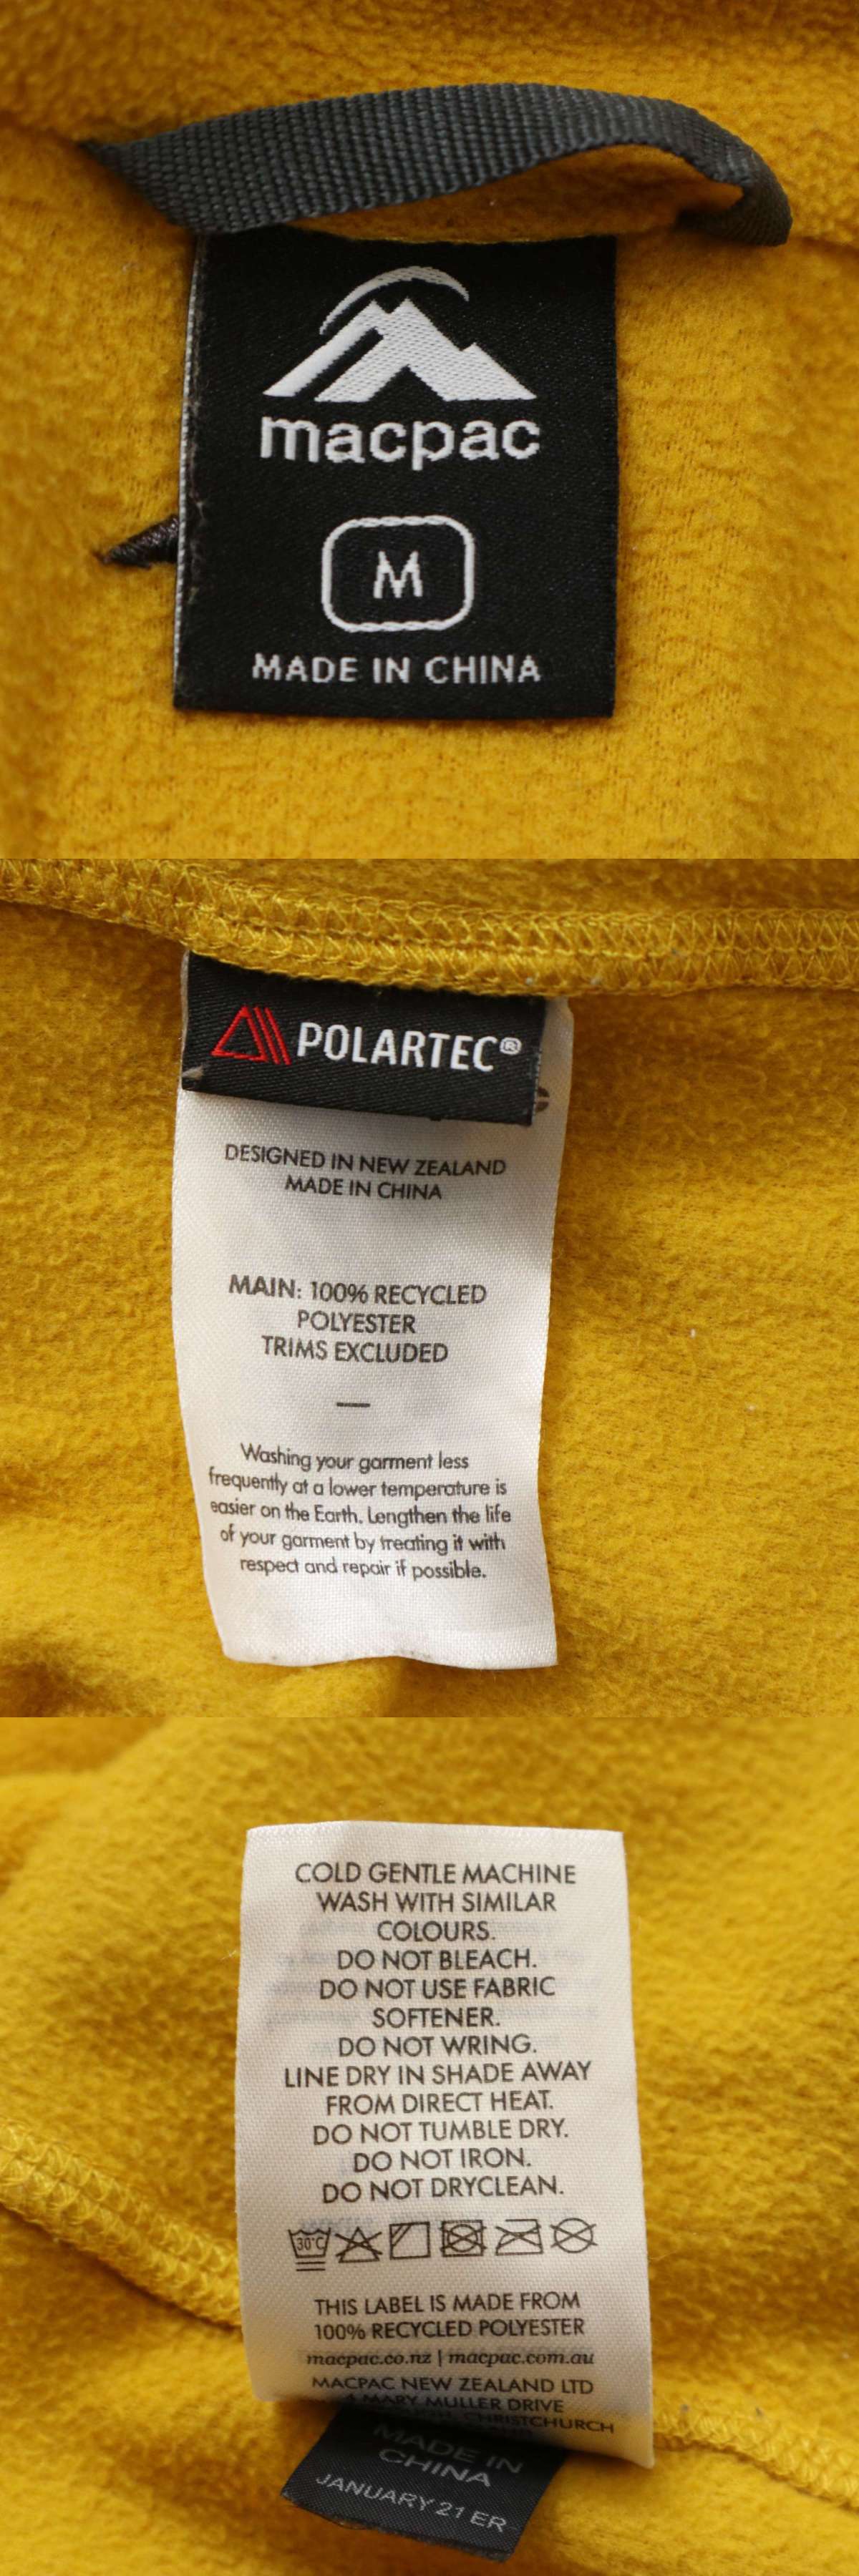 macpac
M
MADE IN CHINA
POLARTEC®
DESIGNED IN NEW ZEALAND
MADE IN CHINA
MAIN: 100% RECYCLED
POLYESTER
TRIMS EXCLUDED
—
Washing your garment less
frequently at a lower temperature is
easier on the Earth. Lengthen the life
of your garment by treating it with
respect and repair if possible.
COLD GENTLE MACHINE
WASH WITH SIMILAR
COLOURS.
DO NOT BLEACH.
DO NOT USE FABRIC
SOFTENER.
DO NOT WRING.
LINE DRY IN SHADE AWAY
FROM DIRECT HEAT.
DO NOT TUMBLE DRY.
DO NOT IRON.
DO NOT DRYCLEAN.
30°C
THIS LABEL IS MADE FROM
100% RECYCLED POLYESTER
macpac.co.nz | macpac.com.au
MACPAC NEW ZEALAND LTD
4 MARY MULLER DRIVE
CHRISTCHURCH
MADE IN
CHINA
JANUARY 21 ER